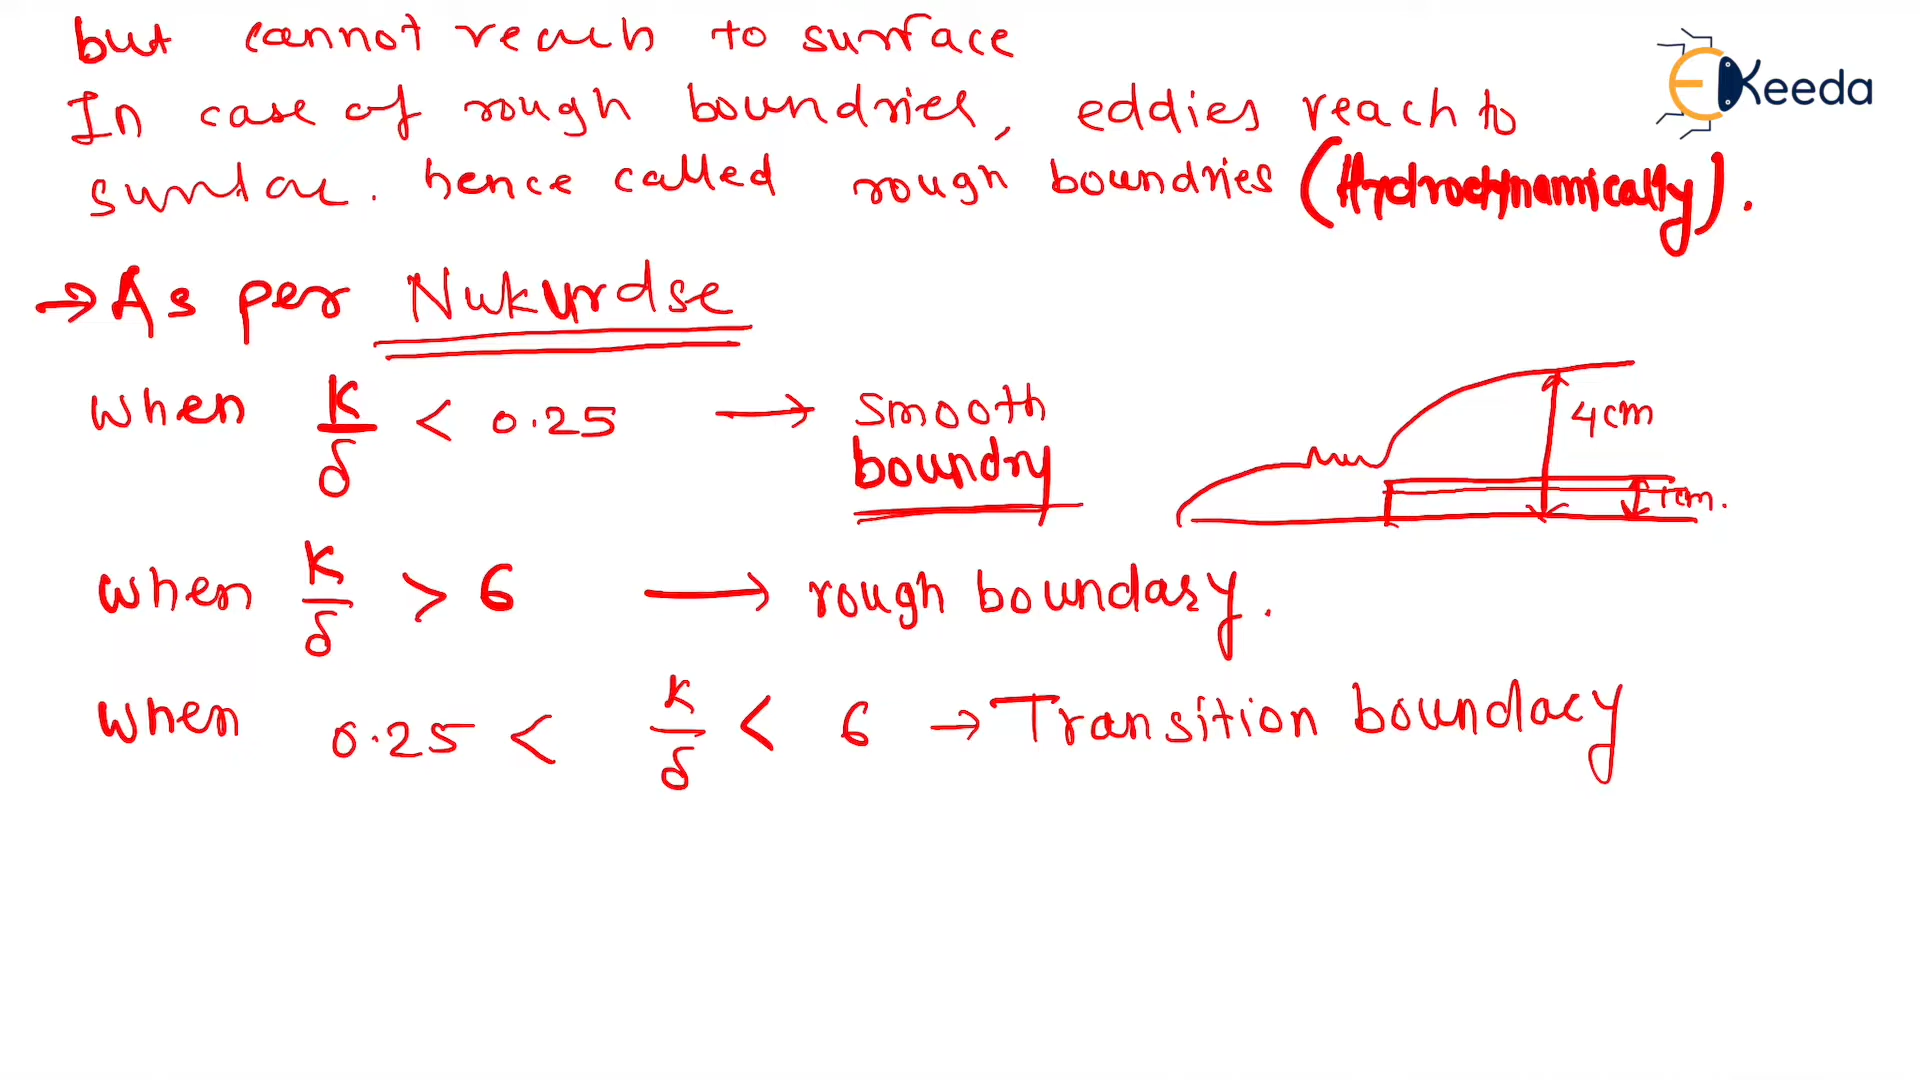 but cannot reach to surface
In case of rough boundries, eddies reach to
hence called rough boundries (Hydrodynamically).
→ As per Nukurdse
when K/δ < 0.25 → smooth
boundry
4cm
1cm.
when K/δ > 6 → rough boundary.
when 0.25 < K/δ < 6 → Transition boundary
EKeeda